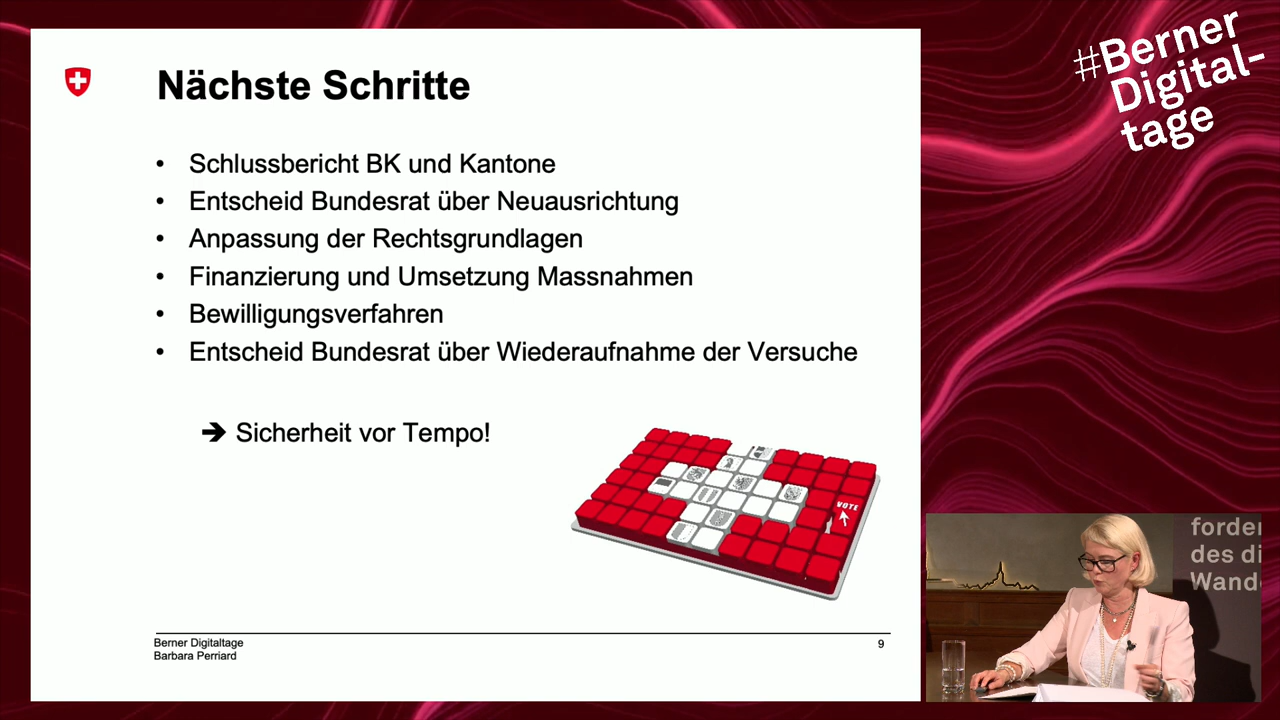 Nächste Schritte
• Schlussbericht BK und Kantone
• Entscheid Bundesrat über Neuausrichtung
• Anpassung der Rechtsgrundlagen
• Finanzierung und Umsetzung Massnahmen
• Bewilligungsverfahren
• Entscheid Bundesrat über Wiederaufnahme der Versuche
➔ Sicherheit vor Tempo!
VOTE
Berner Digitaltage
Barbara Perriard
9
#Berner
Digital-
tage
des di